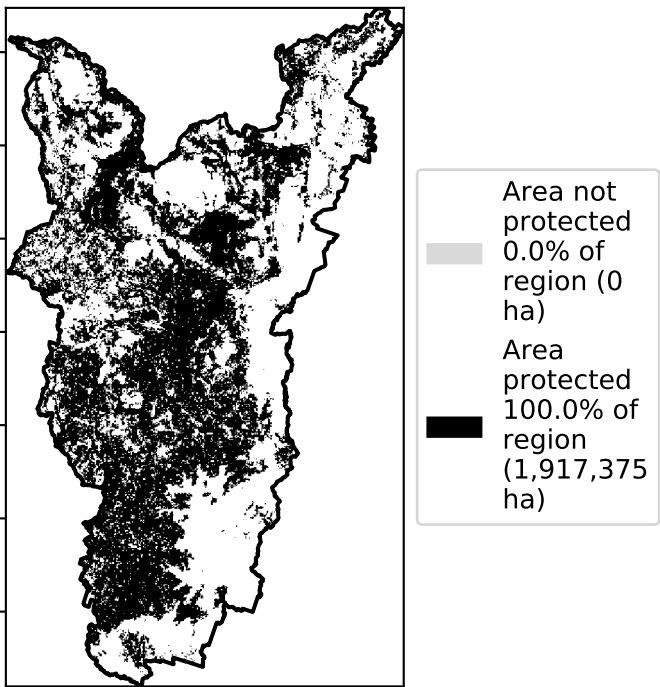 Area not
protected
0.0% of
region (0
ha)
Area
protected
100.0% of
region
(1,917,375
ha)